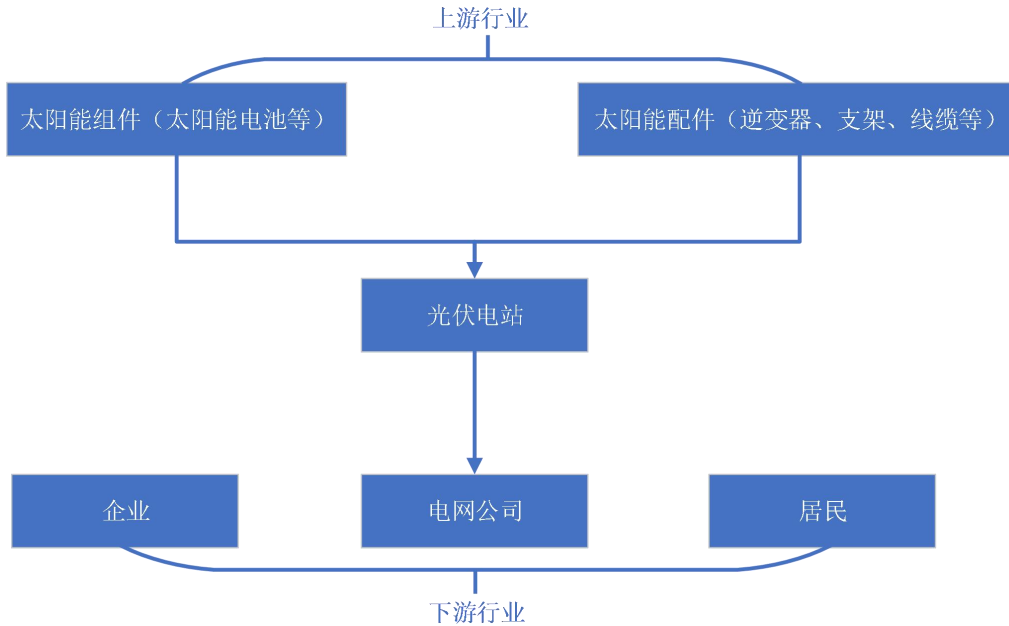 上游行业
太阳能组件（太阳能电池等）
太阳能配件（逆变器、支架、线缆等）
光伏电站
企业
电网公司
居民
下游行业